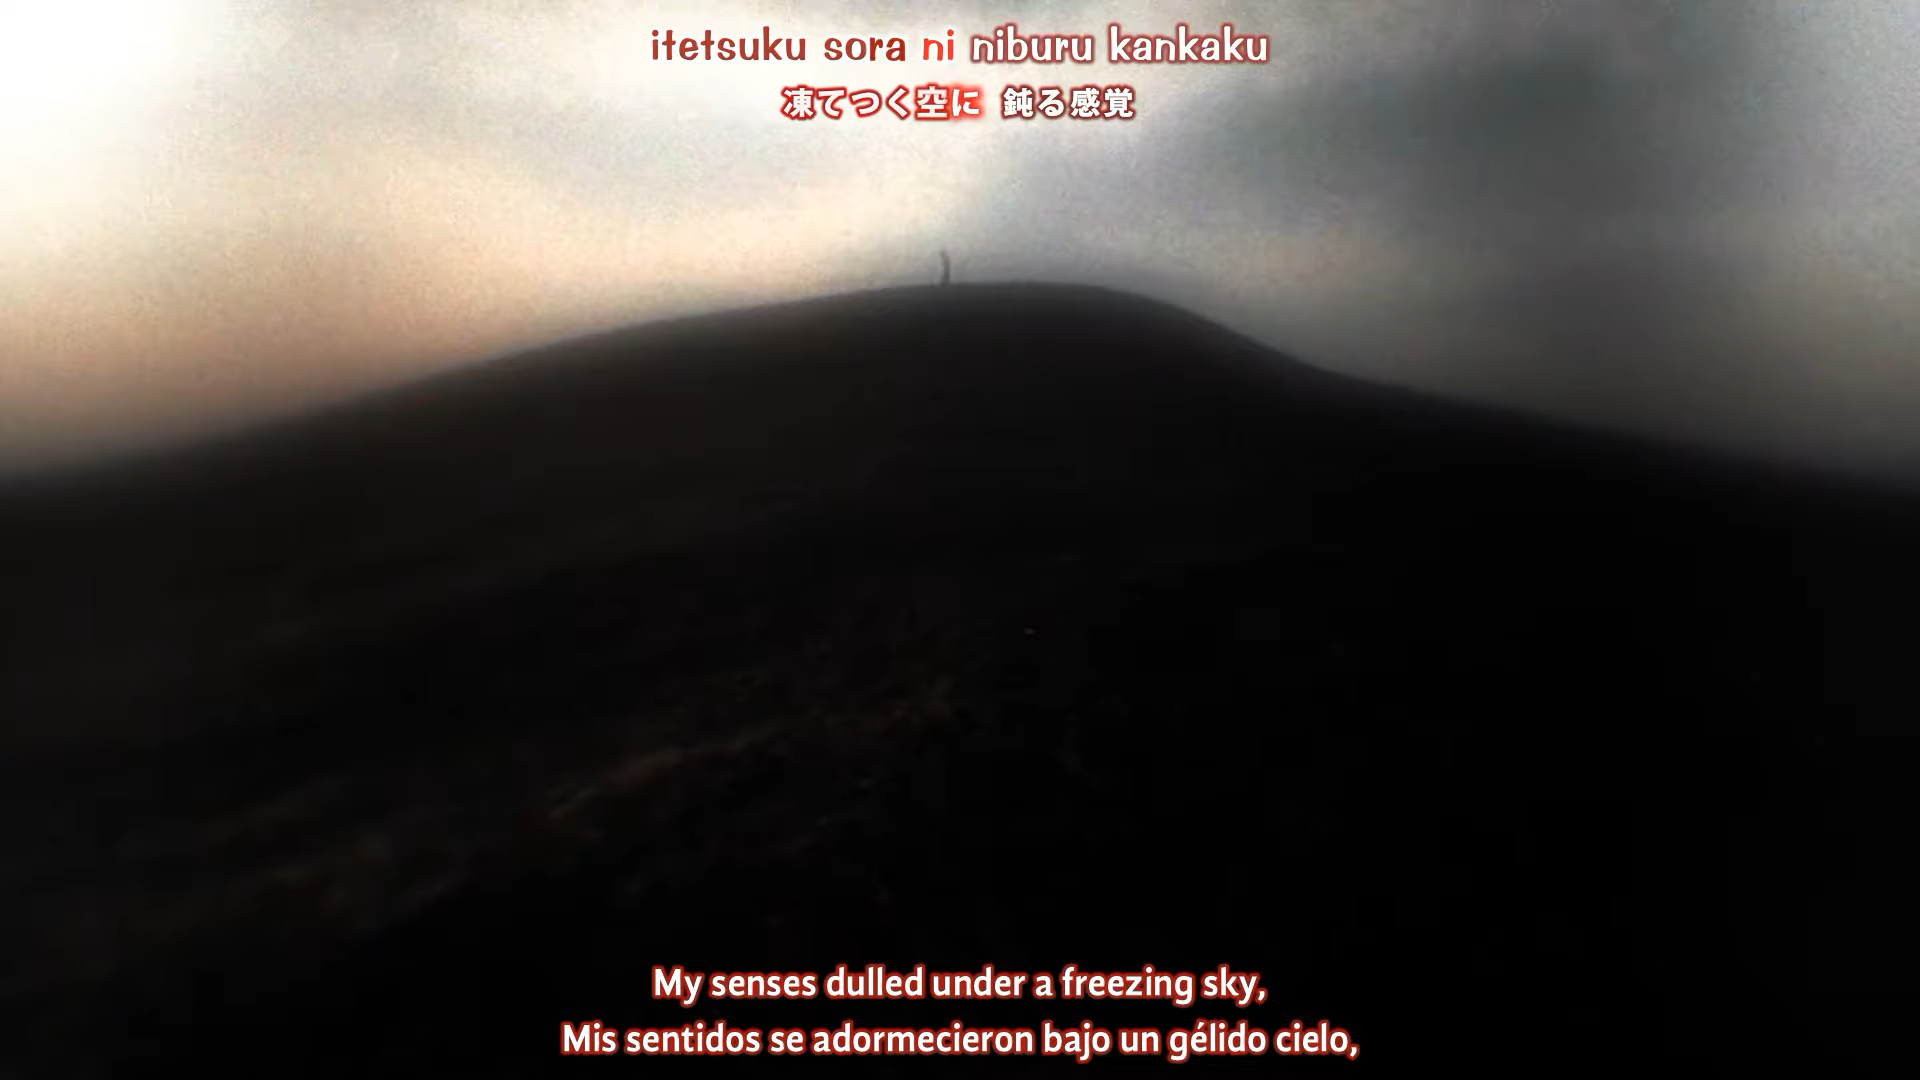 itetsuku sora ni niburu kankaku
凍てつく空に 鈍る感覚
My senses dulled under a freezing sky,
Mis sentidos se adormecieron bajo un gélido cielo,